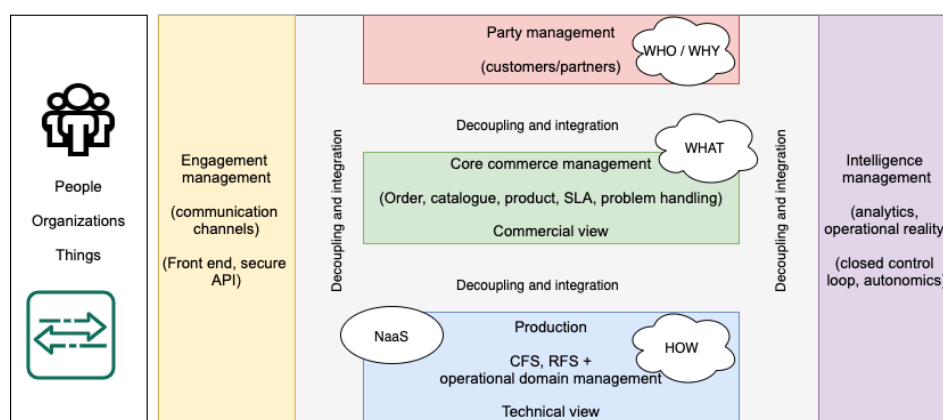 People
Organizations
Things
Engagement
management
(communication
channels)
(Front end, secure
API)
Decoupling and integration
Party management
(customers/partners)
WHO / WHY
Decoupling and integration
WHAT
Core commerce management
(Order, catalogue, product, SLA, problem handling)
Commercial view
Decoupling and integration
NaaS
Production
CFS, RFS +
operational domain management
Technical view
HOW
Decoupling and integration
Intelligence
management
(analytics,
operational reality
(closed control
loop, autonomics)